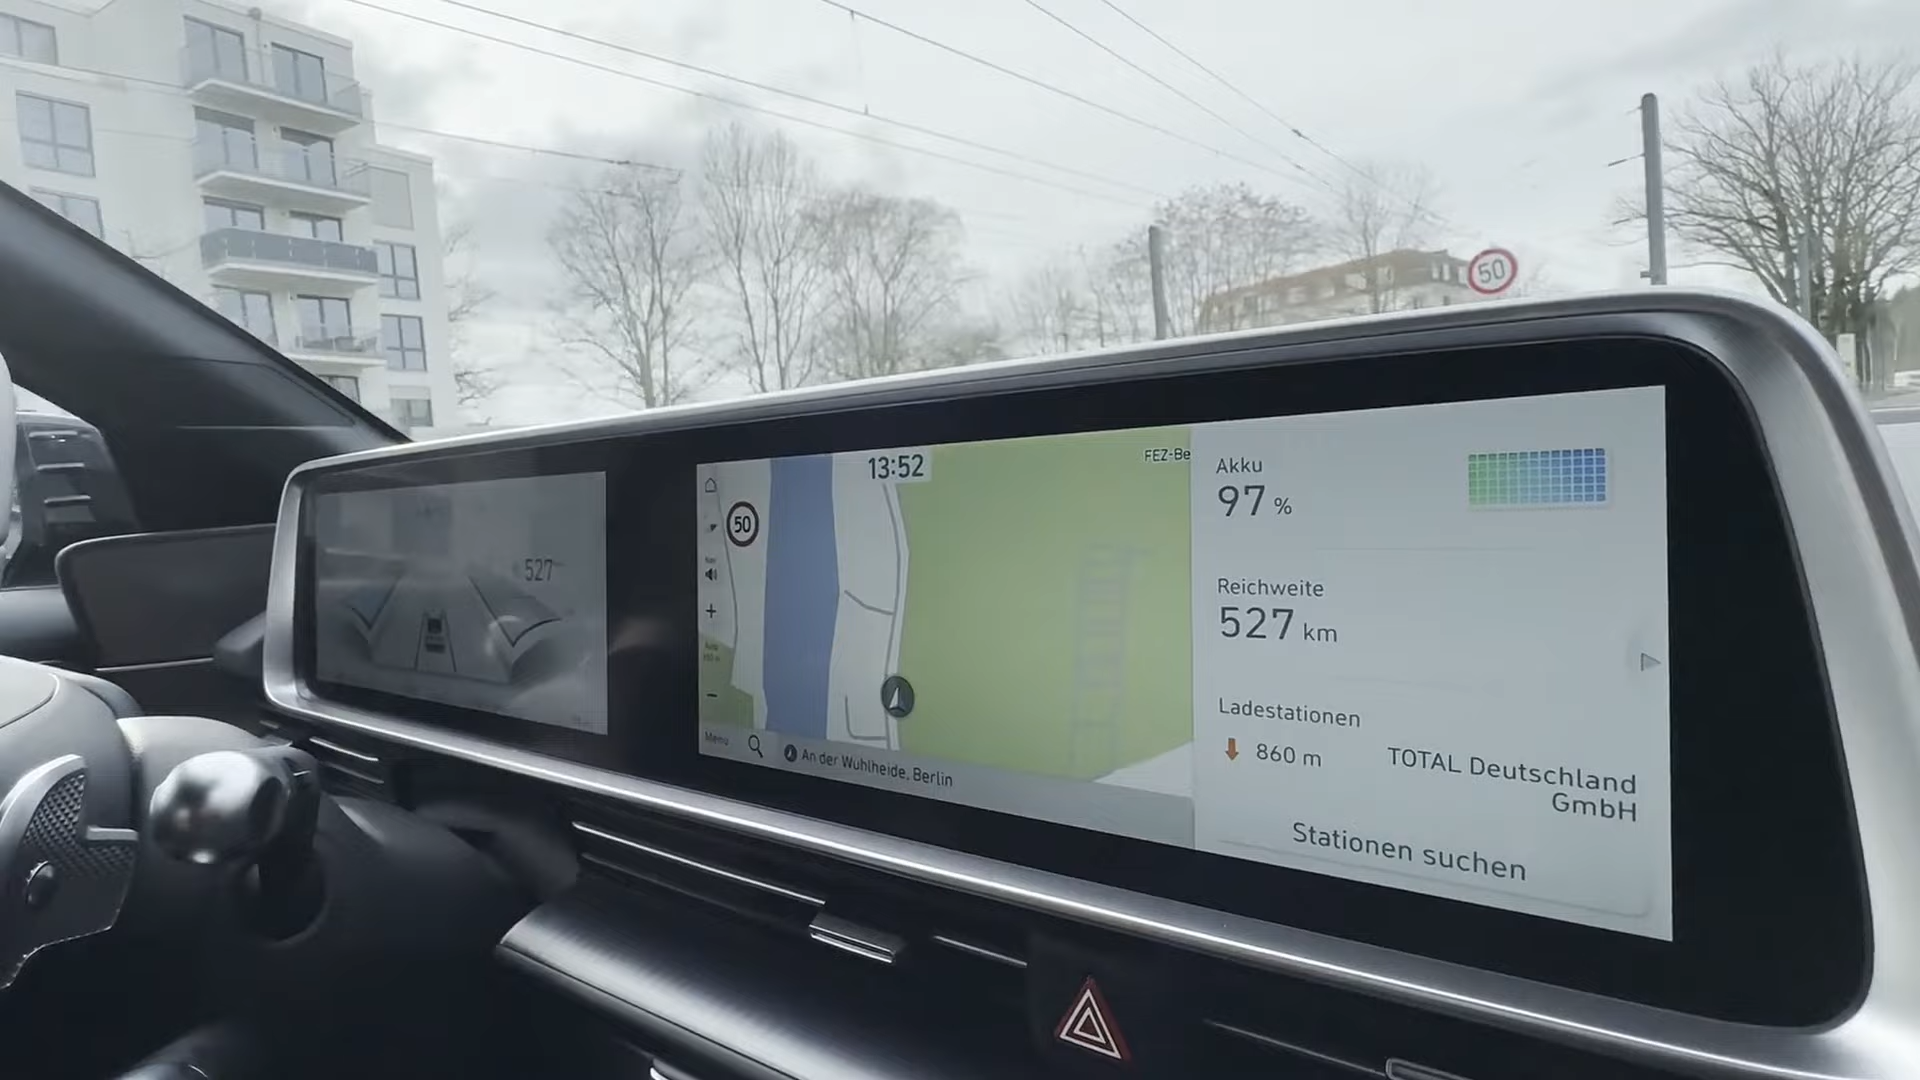 50
527
13:52
FEZ-Be
50
Nav
+
−
Menu
An der Wuhlheide, Berlin
Akku
97 %
Reichweite
527 km
Ladestationen
860 m
TOTAL Deutschland
GmbH
Stationen suchen